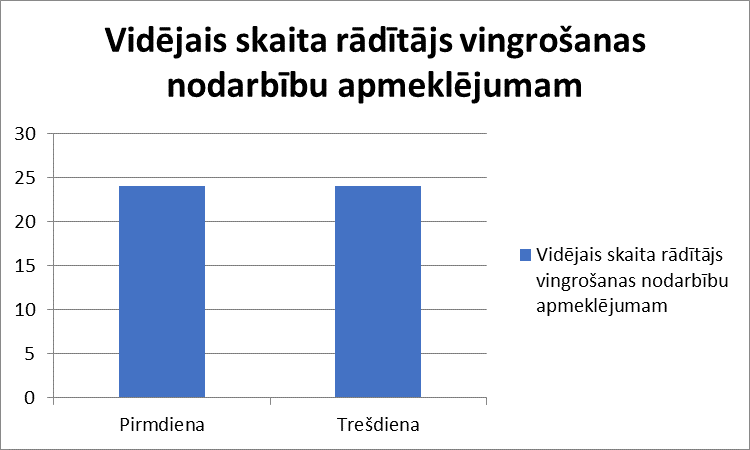 Vidējais skaita rādītājs vingrošanas
nodarbību apmeklējumam
30
25
20
15
10
5
0
Pirmdiena
Trešdiena
Vidējais skaita rādītājs
vingrošanas nodarbību
apmeklējumam